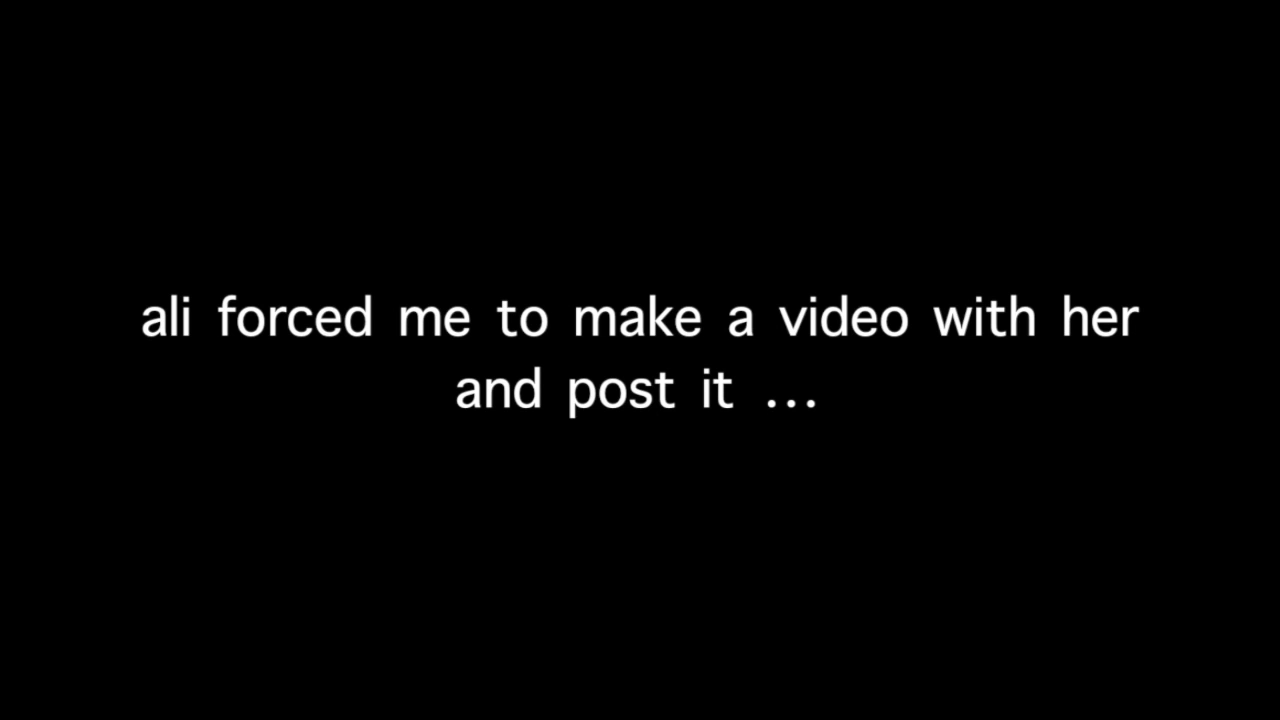 ali forced me to make a video with her
and post it ...